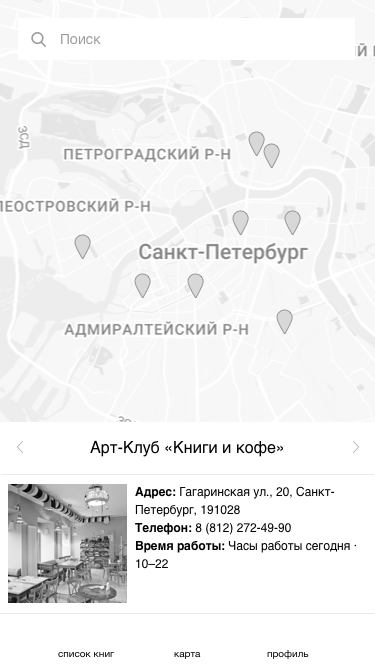 Поиск
ЗСД
ПЕТРОГРАДСКИЙ Р-Н
ЛЕОСТРОВСКИЙ Р-Н
Санкт-Петербург
АДМИРАЛТЕЙСКИЙ Р-Н
Арт-Клуб «Книги и кофе»
Адрес: Гагаринская ул., 20, Санкт-
Петербург, 191028
Телефон: 8 (812) 272-49-90
Время работы: Часы работы сегодня ·
10–22
список книг карта профиль